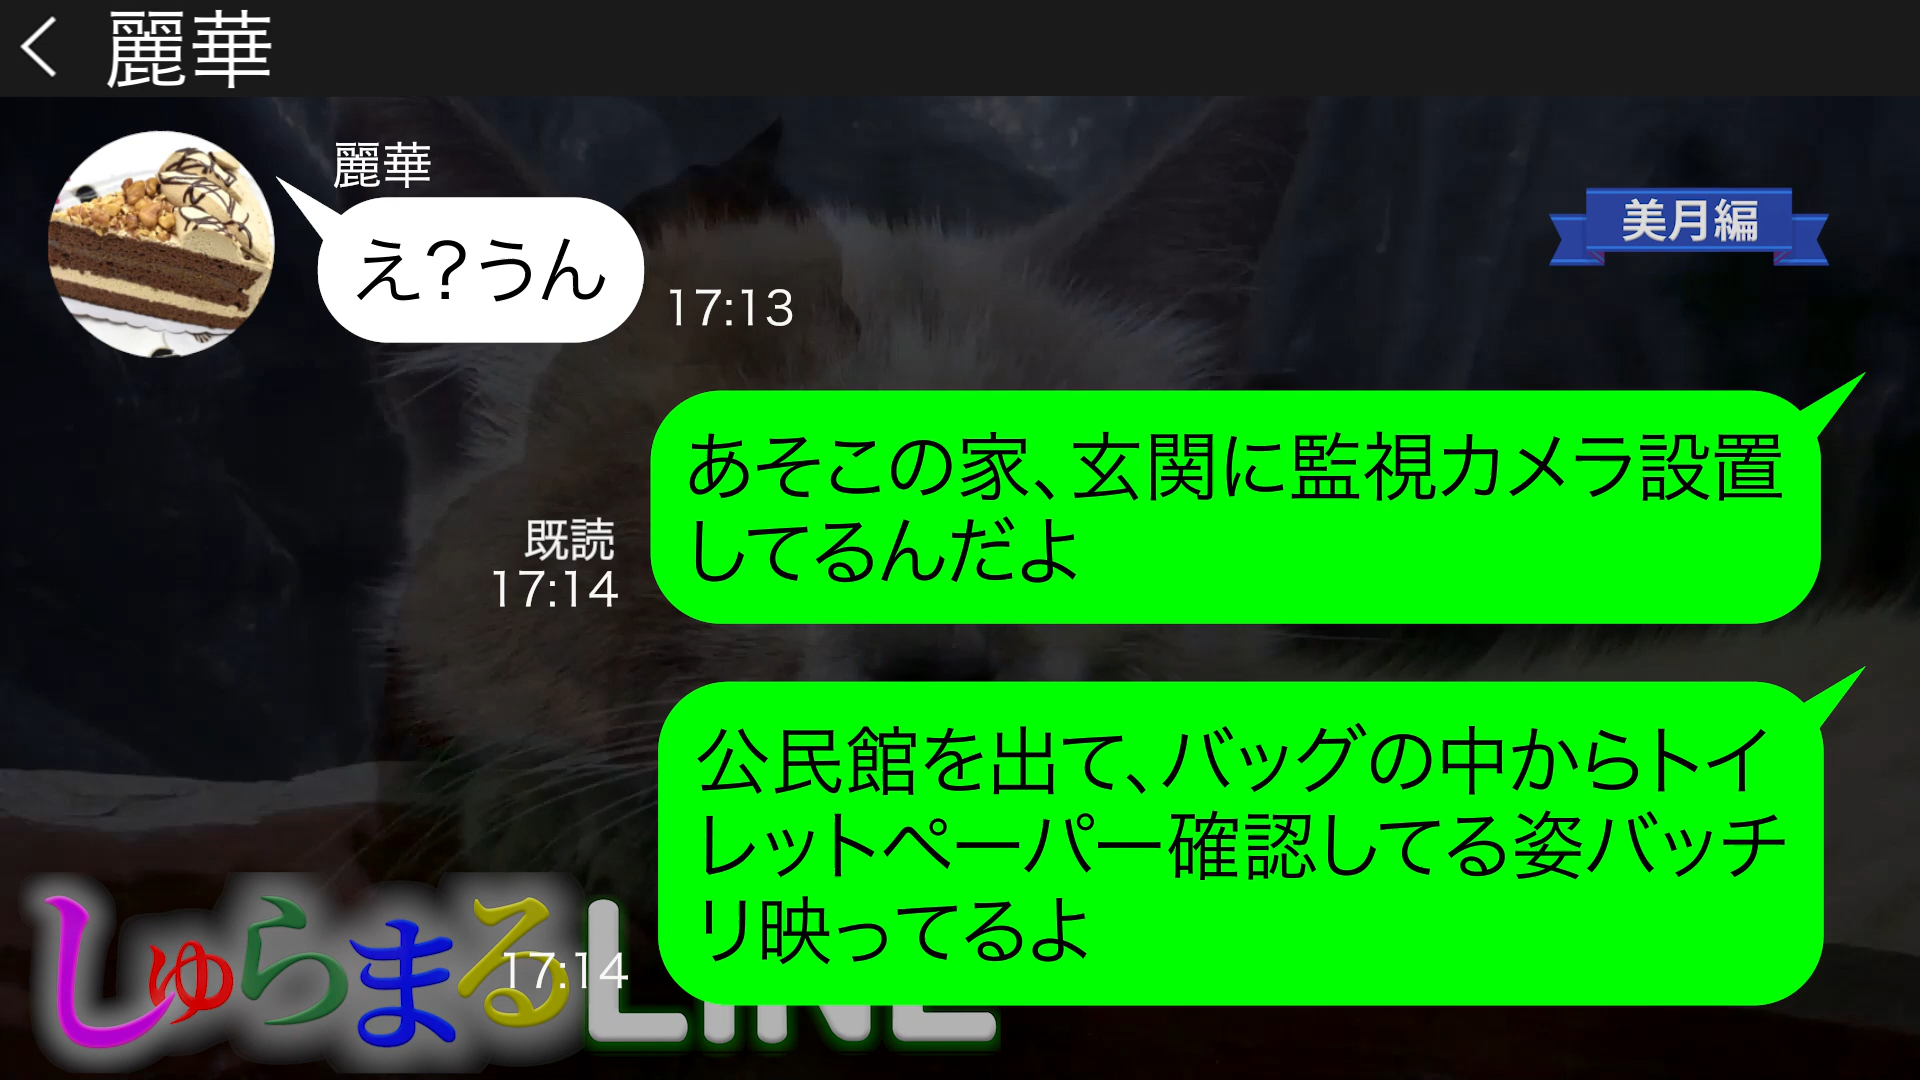 麗華
麗華
え?うん
17:13
美月編
あそこの家、玄関に監視カメラ設置
してるんだよ
既読
17:14
公民館を出て、バッグの中からトイ
レットペーパー確認してる姿バッチ
リ映ってるよ
17:14
しゅらまるLINE